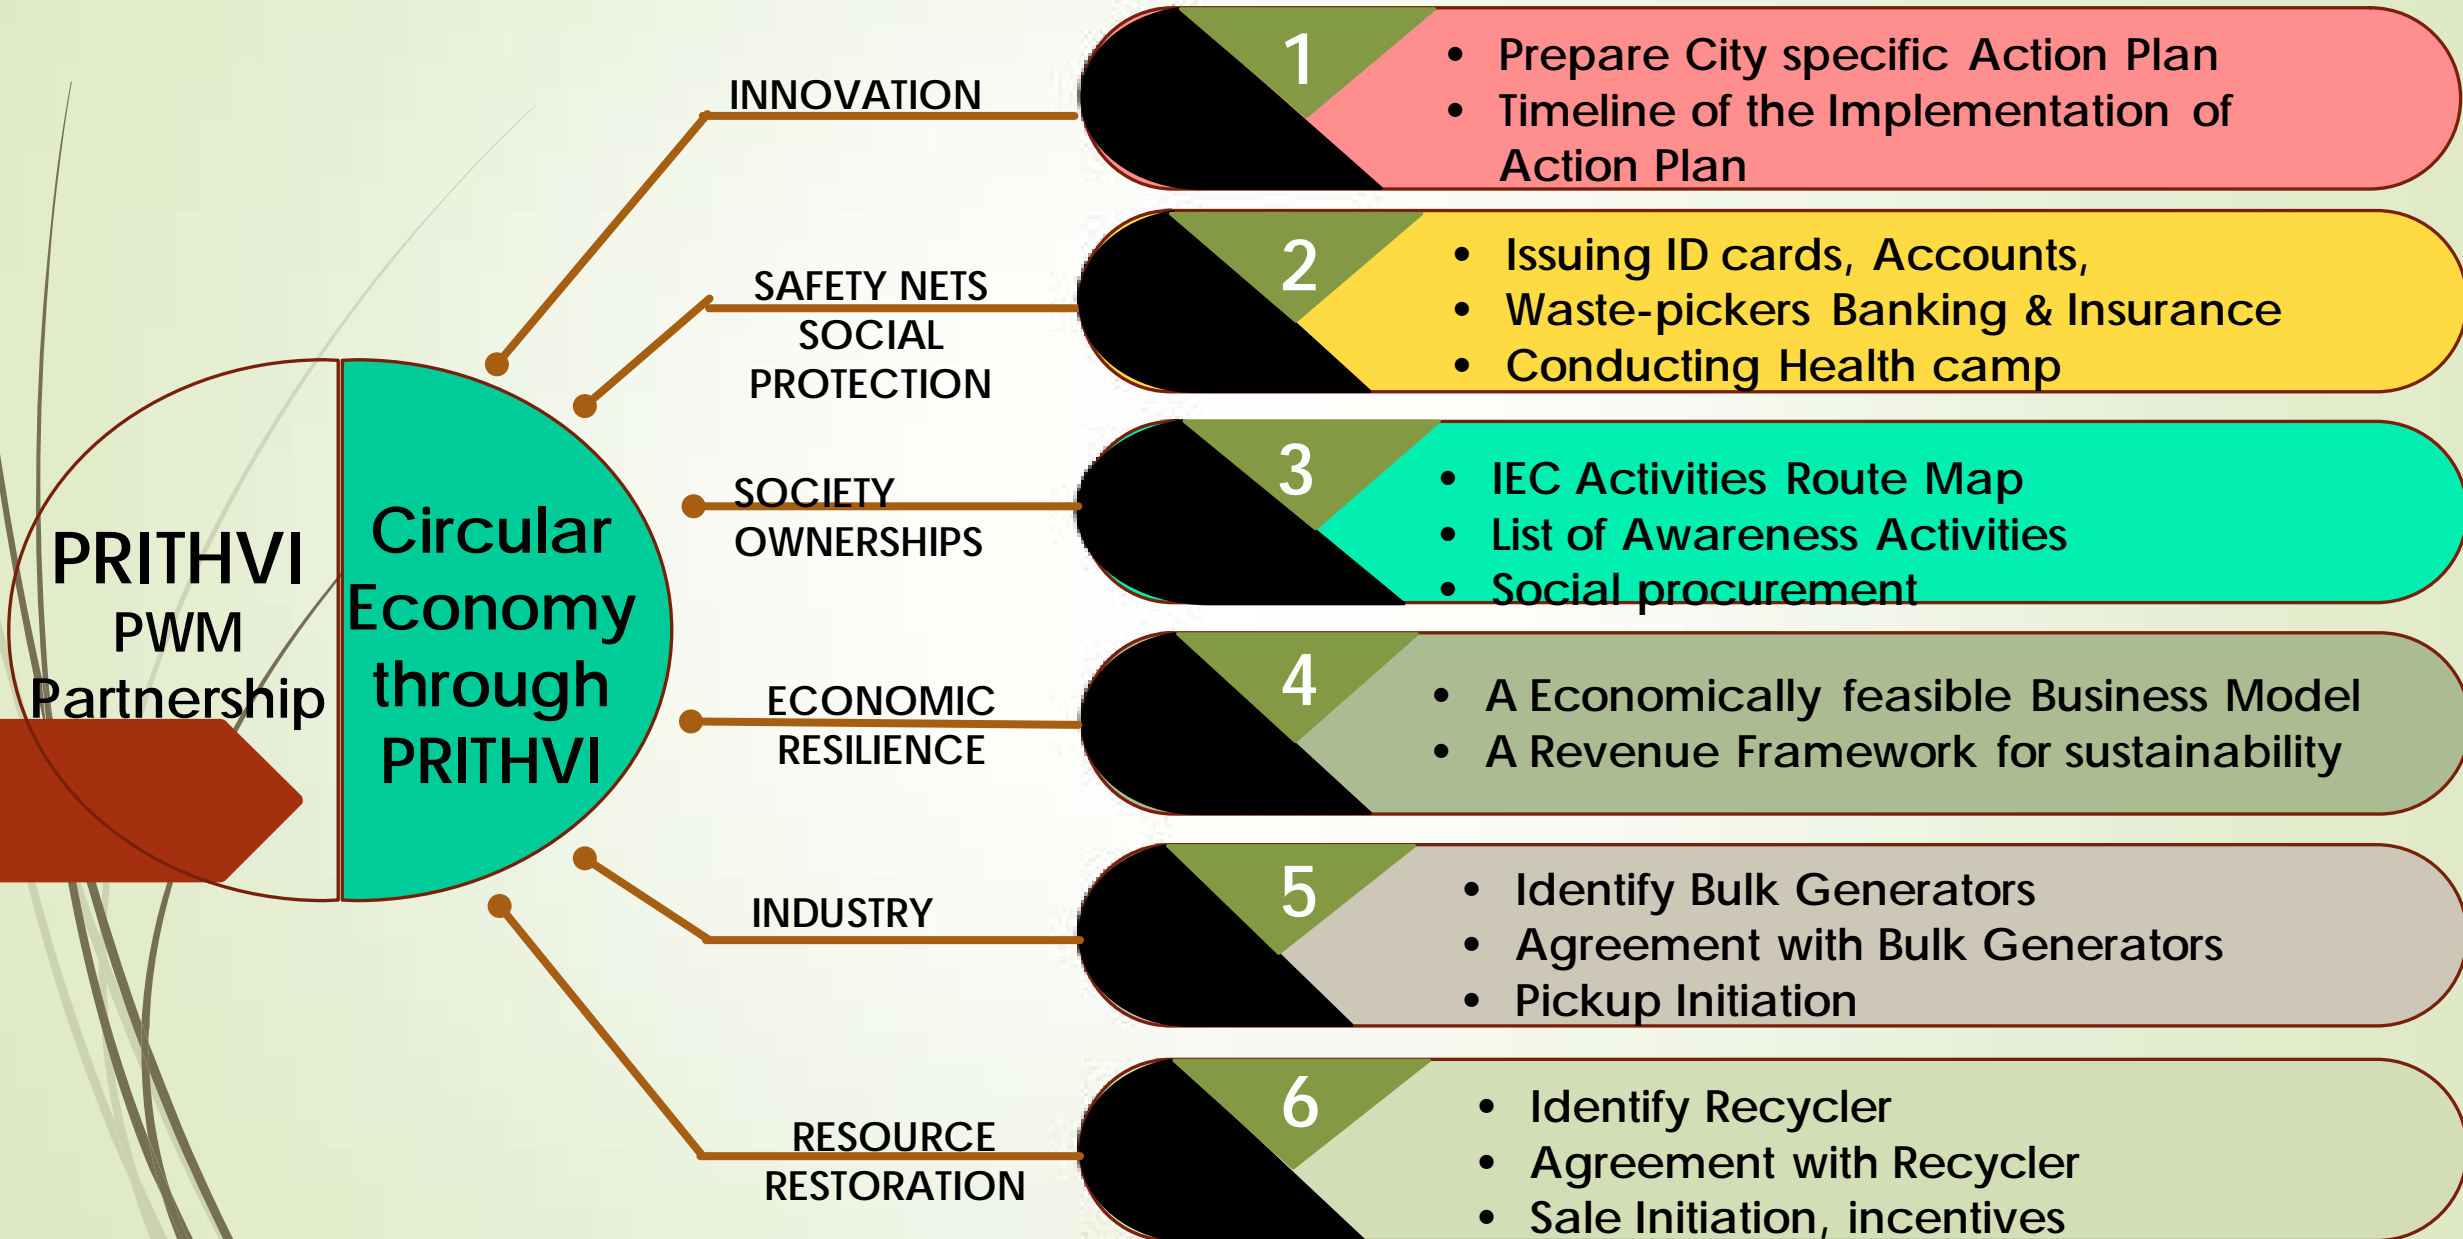 PRITHVI
PWM
Partnership
Circular
Economy
through
PRITHVI
INNOVATION
1
• Prepare City specific Action Plan
• Timeline of the Implementation of
Action Plan
SAFETY NETS
SOCIAL
PROTECTION
2
• Issuing ID cards, Accounts,
• Waste-pickers Banking & Insurance
• Conducting Health camp
SOCIETY
OWNERSHIPS
3
• IEC Activities Route Map
• List of Awareness Activities
• Social procurement
ECONOMIC
RESILIENCE
4
• A Economically feasible Business Model
• A Revenue Framework for sustainability
INDUSTRY
5
• Identify Bulk Generators
• Agreement with Bulk Generators
• Pickup Initiation
RESOURCE
RESTORATION
6
• Identify Recycler
• Agreement with Recycler
• Sale Initiation, incentives